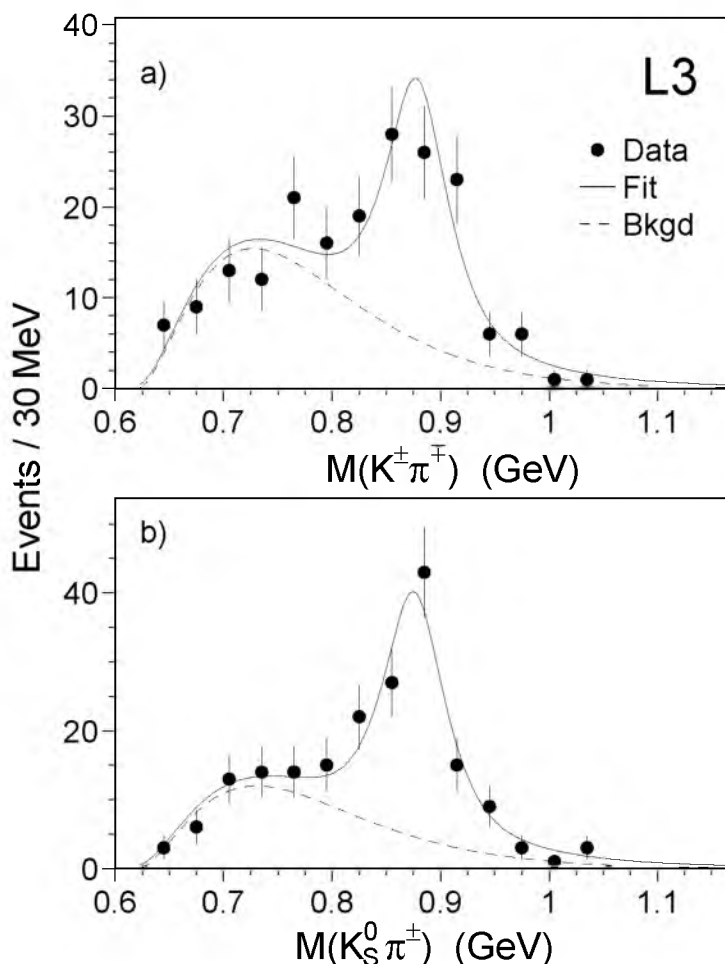 40
a)
L3
30
Data
Fit
20
Bkgd
10
0
0.6 0.7 0.8 0.9 1 1.1
M(K±π∓) (GeV)
Events / 30 MeV
b)
40
20
0
0.6 0.7 0.8 0.9 1 1.1
M(K⁰_S π±) (GeV)